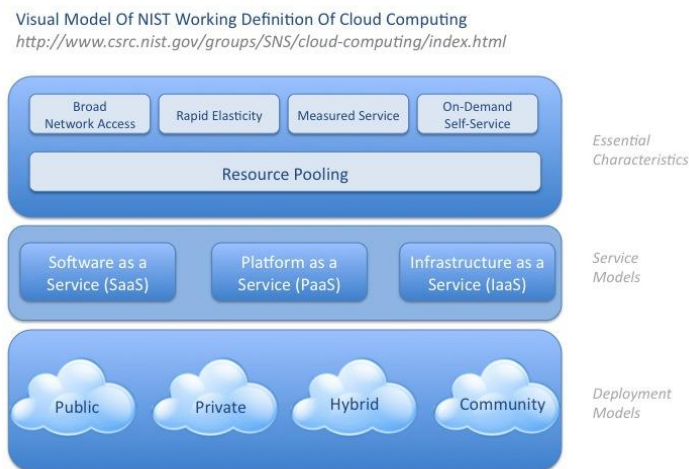 Visual Model Of NIST Working Definition Of Cloud Computing
http://www.csrc.nist.gov/groups/SNS/cloud-computing/index.html
Broad
Network Access
Rapid Elasticity
Measured Service
On-Demand
Self-Service
Resource Pooling
Essential
Characteristics
Software as a
Service (SaaS)
Platform as a
Service (PaaS)
Infrastructure as a
Service (IaaS)
Service
Models
Public
Private
Hybrid
Community
Deployment
Models